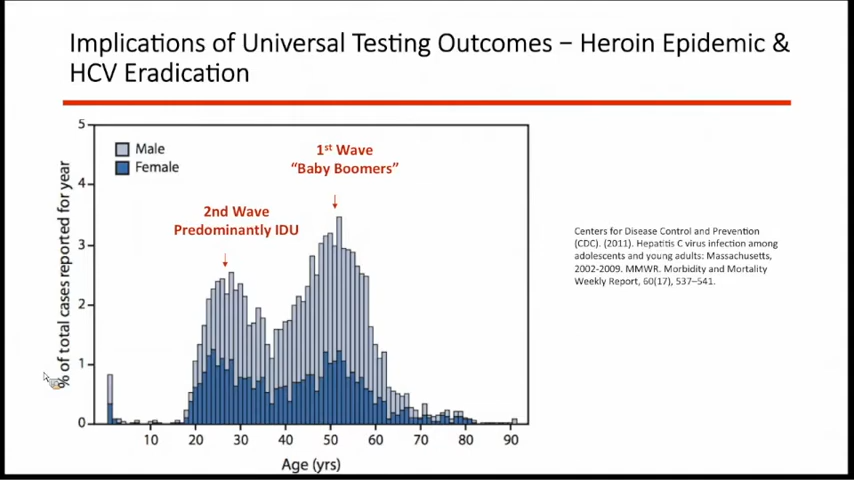 Implications of Universal Testing Outcomes – Heroin Epidemic &
HCV Eradication
5
4
3
2
1
0
% of total cases reported for year
Male
Female
1st Wave
“Baby Boomers”
2nd Wave
Predominantly IDU
10 20 30 40 50 60 70 80 90
Age (yrs)
Centers for Disease Control and Prevention
(CDC). (2011). Hepatitis C virus infection among
adolescents and young adults: Massachusetts,
2002-2009. MMWR. Morbidity and Mortality
Weekly Report, 60(17), 537–541.